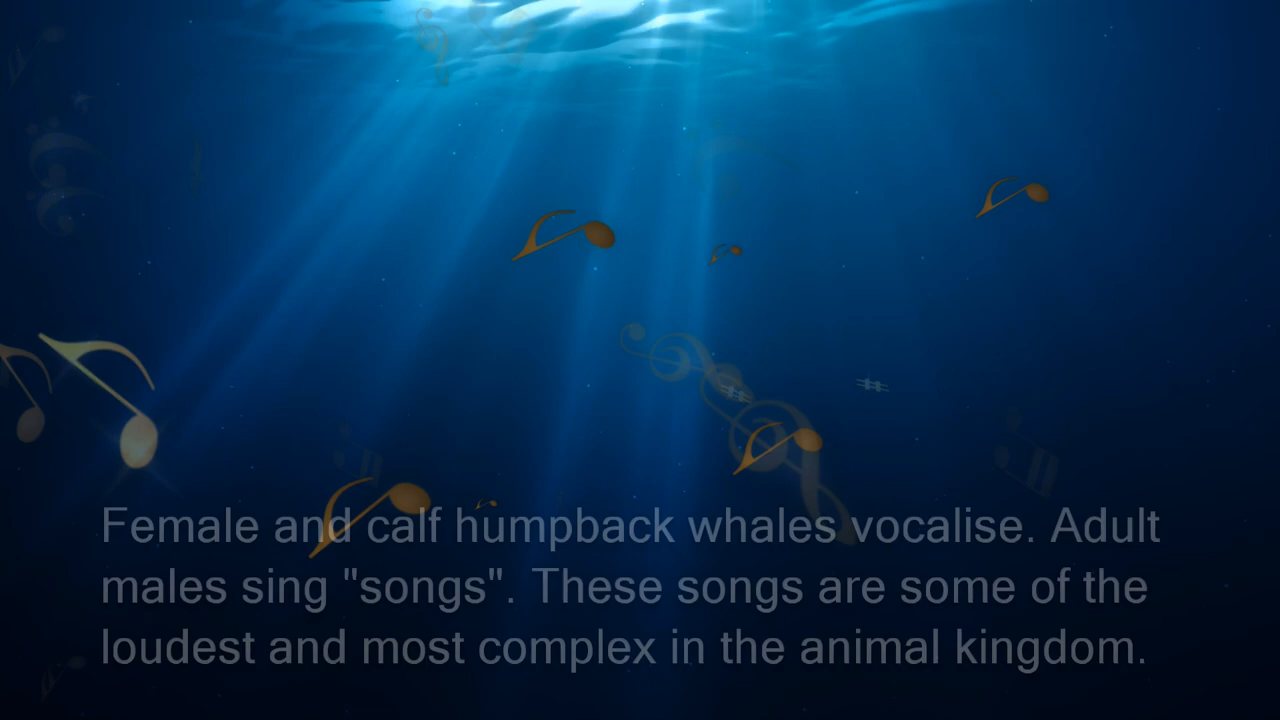 Female and calf humpback whales vocalise. Adult
males sing "songs". These songs are some of the
loudest and most complex in the animal kingdom.